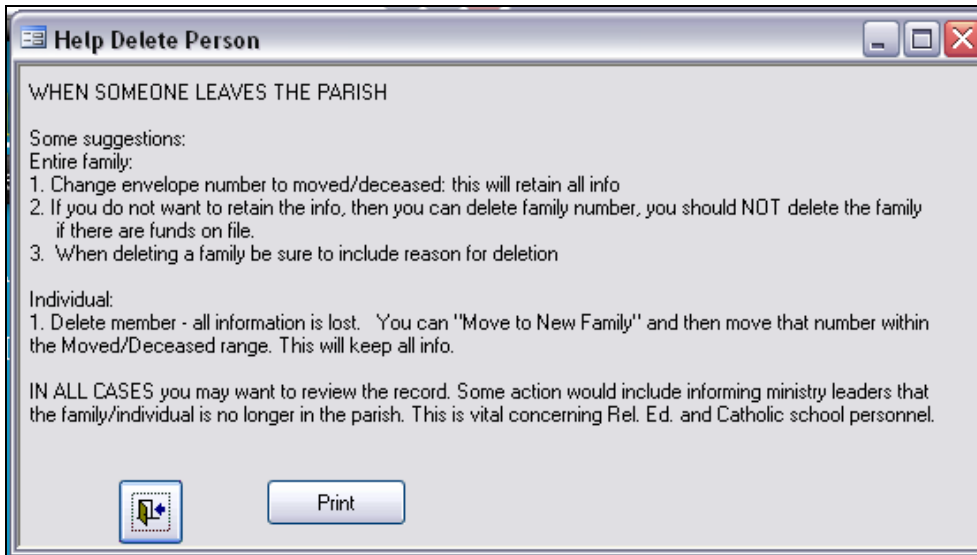 Help Delete Person
WHEN SOMEONE LEAVES THE PARISH
Some suggestions:
Entire family:
1. Change envelope number to moved/deceased: this will retain all info
2. If you do not want to retain the info, then you can delete family number, you should NOT delete the family
if there are funds on file.
3.  When deleting a family be sure to include reason for deletion
Individual:
1. Delete member - all information is lost.   You can "Move to New Family" and then move that number within
the Moved/Deceased range. This will keep all info.
IN ALL CASES you may want to review the record. Some action would include informing ministry leaders that
the family/individual is no longer in the parish. This is vital concerning Rel. Ed. and Catholic school personnel.
Print